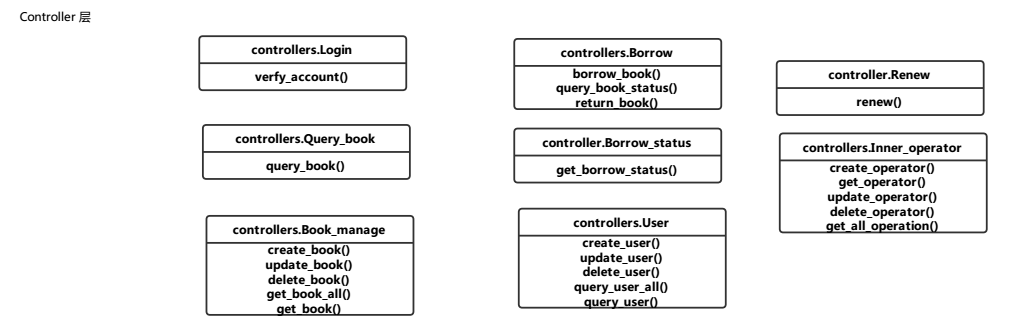 Controller 层
controllers.Login
verfy_account()
controllers.Borrow
borrow_book()
query_book_status()
return_book()
controller.Renew
renew()
controllers.Query_book
query_book()
controller.Borrow_status
get_borrow_status()
controllers.Inner_operator
create_operator()
get_operator()
update_operator()
delete_operator()
get_all_operation()
controllers.Book_manage
create_book()
update_book()
delete_book()
get_book_all()
get_book()
controllers.User
create_user()
update_user()
delete_user()
query_user_all()
query_user()